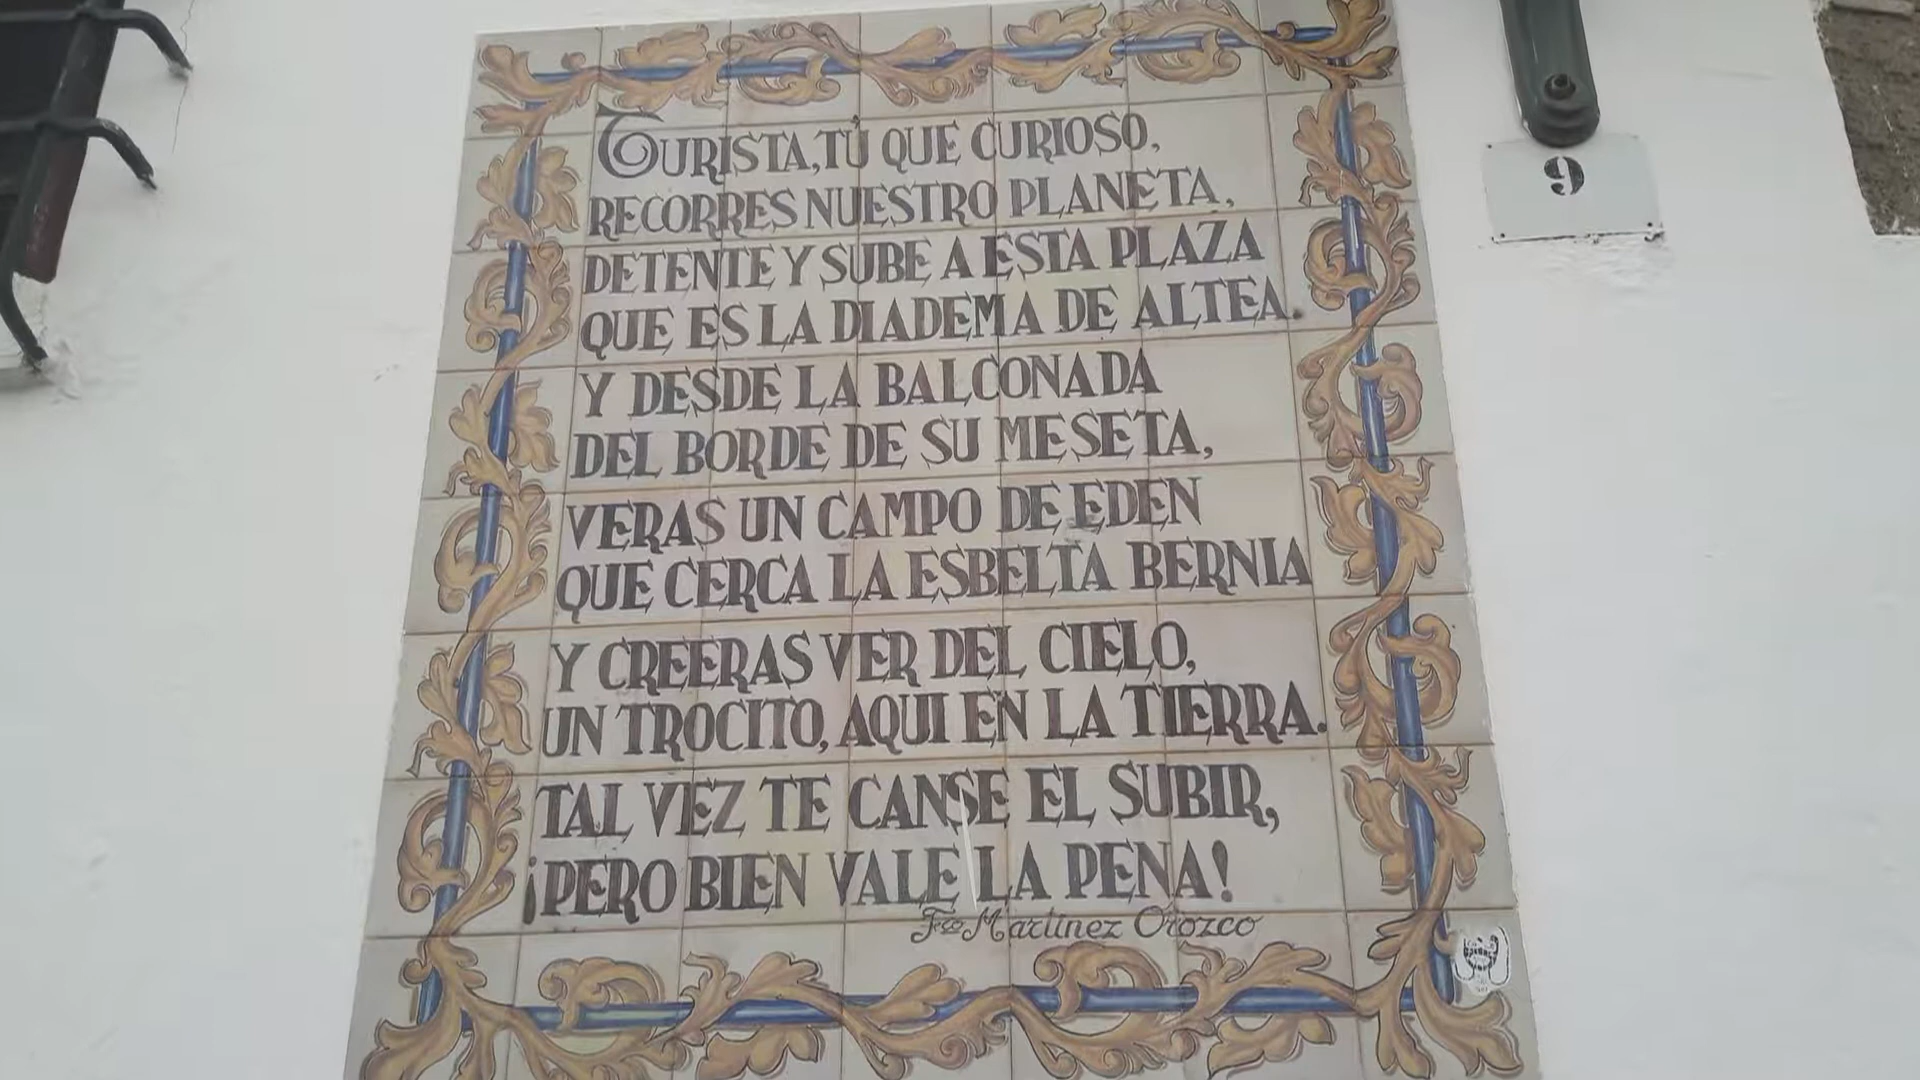 TURISTA, TÚ QUE CURIOSO,
RECORRES NUESTRO PLANETA,
DETENTE Y SUBE A ESTA PLAZA
QUE ES LA DIADEMA DE ALTEA.
Y DESDE LA BALCONADA
DEL BORDE DE SU MESETA,
VERAS UN CAMPO DE EDEN
QUE CERCA LA ESBELTA BERNIA
Y CREERAS VER DEL CIELO,
UN TROCITO, AQUI EN LA TIERRA.
TAL VEZ TE CANSE EL SUBIR,
¡PERO BIEN VALE LA PENA!
Fco Martinez Orozco
9